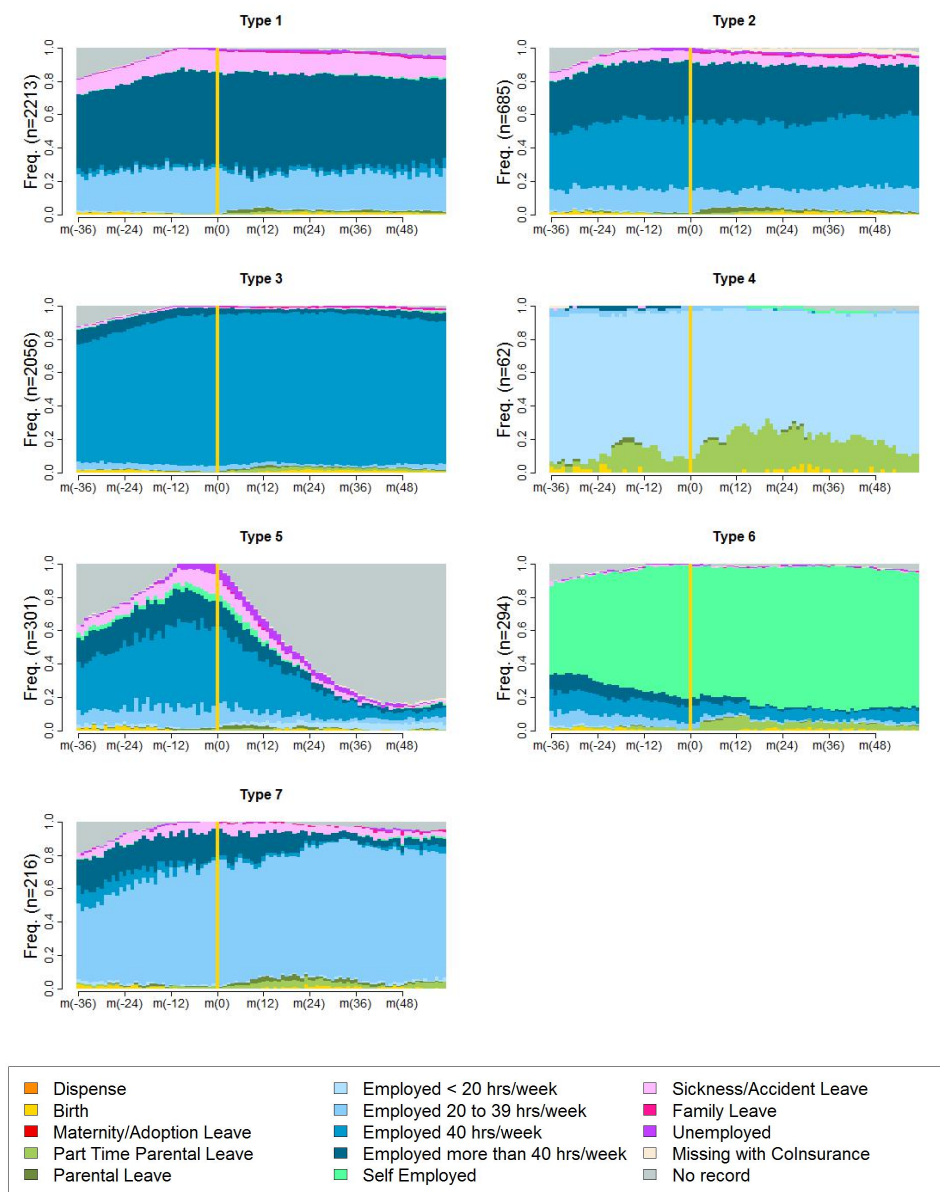 Type 1
Freq. (n=2213)
0.0 0.2 0.4 0.6 0.8 1.0
m(-36) m(-24) m(-12) m(0) m(12) m(24) m(36) m(48)
Type 2
Freq. (n=685)
0.0 0.2 0.4 0.6 0.8 1.0
m(-36) m(-24) m(-12) m(0) m(12) m(24) m(36) m(48)
Type 3
Freq. (n=2056)
0.0 0.2 0.4 0.6 0.8 1.0
m(-36) m(-24) m(-12) m(0) m(12) m(24) m(36) m(48)
Type 4
Freq. (n=62)
0.0 0.2 0.4 0.6 0.8 1.0
m(-36) m(-24) m(-12) m(0) m(12) m(24) m(36) m(48)
Type 5
Freq. (n=301)
0.0 0.2 0.4 0.6 0.8 1.0
m(-36) m(-24) m(-12) m(0) m(12) m(24) m(36) m(48)
Type 6
Freq. (n=294)
0.0 0.2 0.4 0.6 0.8 1.0
m(-36) m(-24) m(-12) m(0) m(12) m(24) m(36) m(48)
Type 7
Freq. (n=216)
0.0 0.2 0.4 0.6 0.8 1.0
m(-36) m(-24) m(-12) m(0) m(12) m(24) m(36) m(48)
Dispense
Birth
Maternity/Adoption Leave
Part Time Parental Leave
Parental Leave
Employed < 20 hrs/week
Employed 20 to 39 hrs/week
Employed 40 hrs/week
Employed more than 40 hrs/week
Self Employed
Sickness/Accident Leave
Family Leave
Unemployed
Missing with CoInsurance
No record